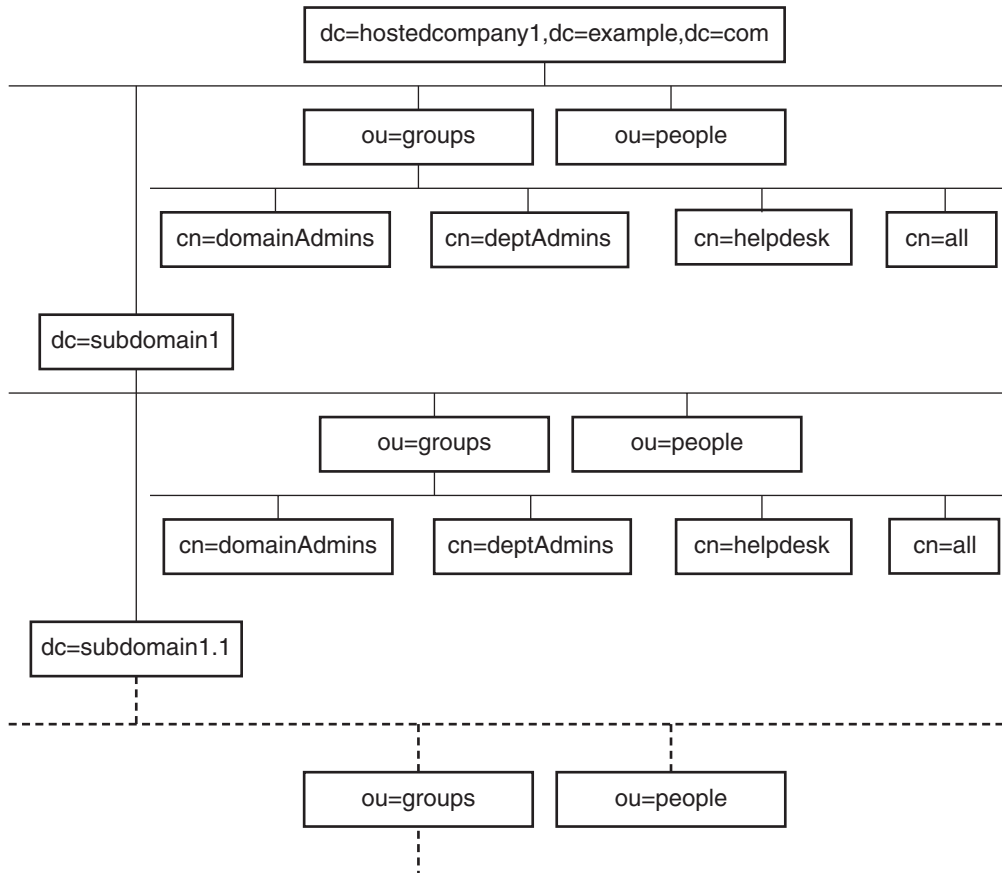 dc=hostedcompany1,dc=example,dc=com
ou=groups
ou=people
cn=domainAdmins
cn=deptAdmins
cn=helpdesk
cn=all
dc=subdomain1
ou=groups
ou=people
cn=domainAdmins
cn=deptAdmins
cn=helpdesk
cn=all
dc=subdomain1.1
ou=groups
ou=people